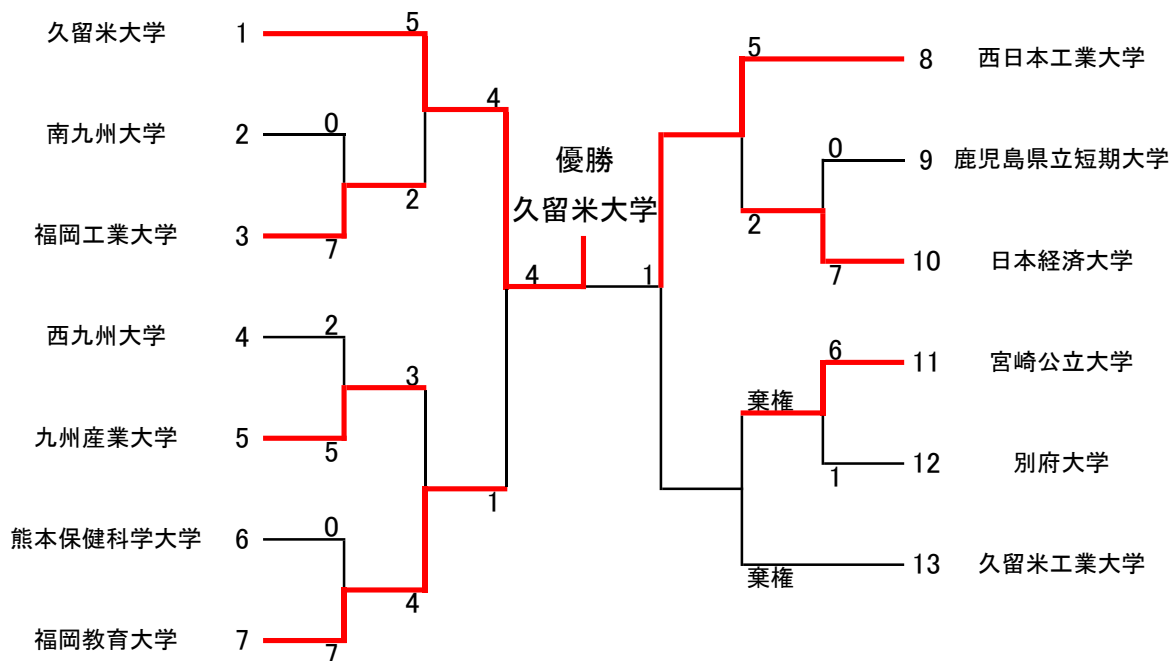 久留米大学 1 5
南九州大学 2 0
福岡工業大学 3 7
4
2
西九州大学 4 2
九州産業大学 5 5
3
熊本保健科学大学 6 0
福岡教育大学 7 7
4
1
優勝
久留米大学
4 1
5 8 西日本工業大学
0 9 鹿児島県立短期大学
2
7 10 日本経済大学
6 11 宮崎公立大学
棄権
1 12 別府大学
棄権 13 久留米工業大学